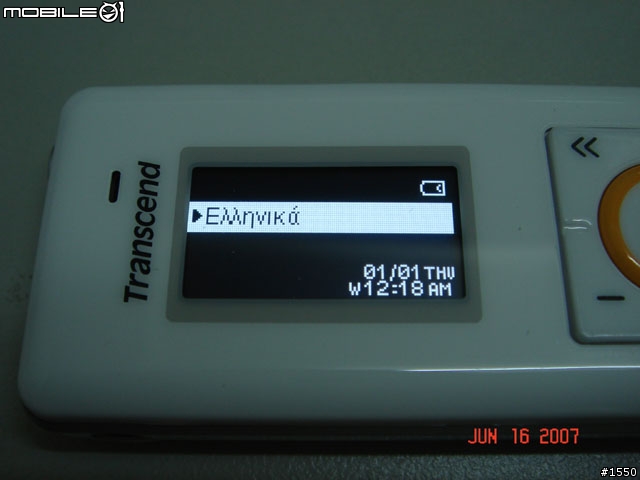 MOBILE01
Transcend
Ελληνικά
01/01 THU
W12:18 AM
JUN 16 2007
#1550